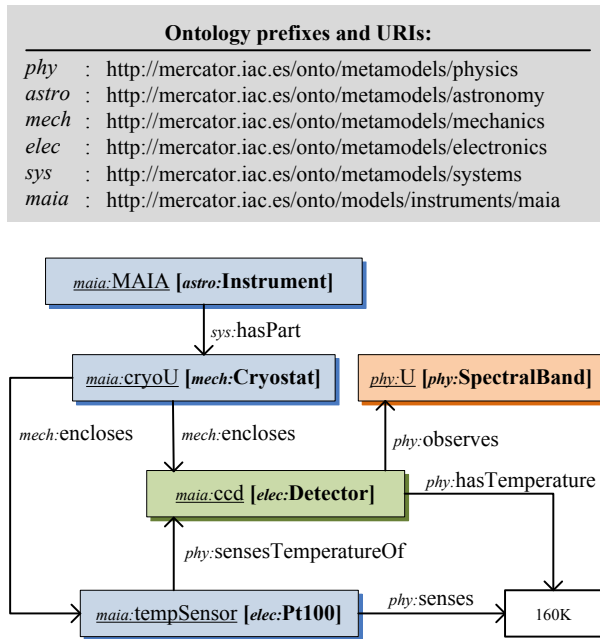 Ontology prefixes and URIs:
phy : http://mercator.iac.es/onto/metamodels/physics
astro : http://mercator.iac.es/onto/metamodels/astronomy
mech : http://mercator.iac.es/onto/metamodels/mechanics
elec : http://mercator.iac.es/onto/metamodels/electronics
sys : http://mercator.iac.es/onto/metamodels/systems
maia : http://mercator.iac.es/onto/models/instruments/maia
maia:MAIA [astro:Instrument]
sys:hasPart
maia:cryoU [mech:Cryostat]
phy:U [phy:SpectralBand]
mech:encloses
mech:encloses
phy:observes
phy:hasTemperature
maia:ccd [elec:Detector]
phy:sensesTemperatureOf
maia:tempSensor [elec:Pt100]
phy:senses
160K